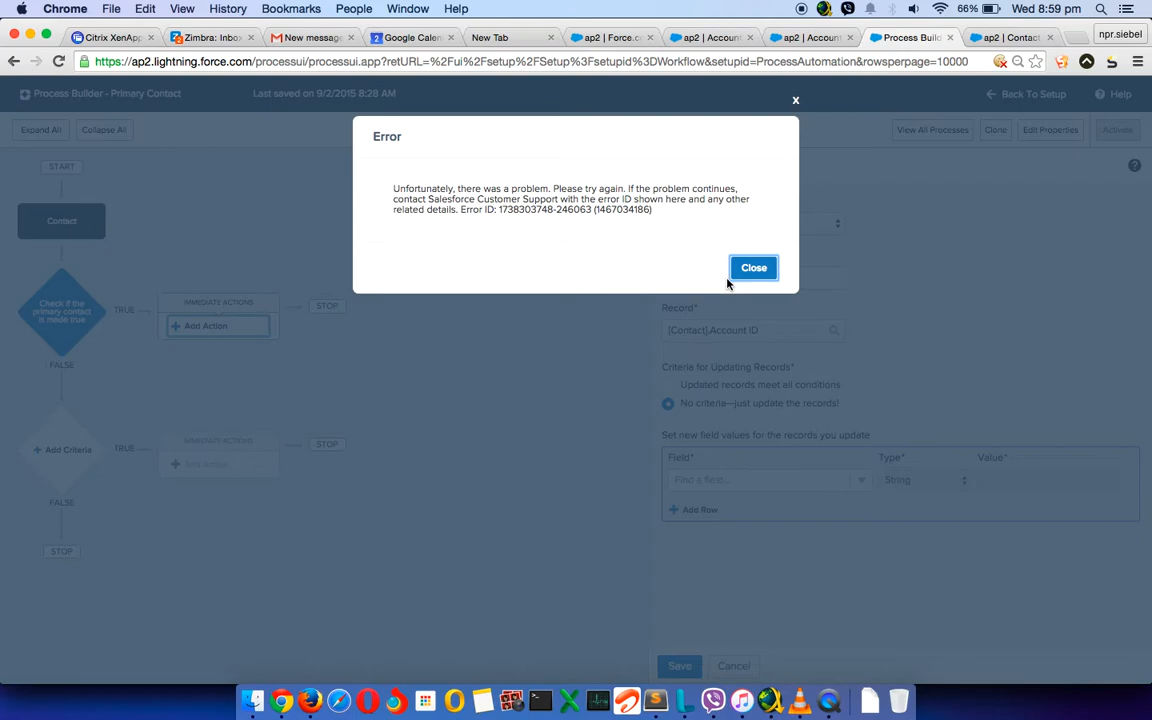 Chrome File Edit View History Bookmarks People Window Help 66% Wed 8:59 pm
Citrix XenApp Zimbra: Inbox New message Google Calen New Tab ap2 | Force.c ap2 | Account ap2 | Account Process Build ap2 | Contact npr.siebel
https://ap2.lightning.force.com/processui/processui.app?retURL=%2Fui%2Fsetup%2FSetup%3Fsetupid%3DWorkflow&setupid=ProcessAutomation&rowsperpage=10000
Process Builder - Primary Contact Last saved on 9/2/2015 8:28 AM Back To Setup Help
x
Expand All Collapse All View All Processes Clone Edit Properties Activate
Error
START
Unfortunately, there was a problem. Please try again. If the problem continues,
contact Salesforce Customer Support with the error ID shown here and any other
related details. Error ID: 1738303748-246063 (1467034186)
Contact
Close
Check if the
primary contact
is made true
TRUE
IMMEDIATE ACTIONS
Add Action
STOP
FALSE
Record*
[Contact].Account ID
Criteria for Updating Records*
Updated records meet all conditions
No criteria—just update the records!
Set new field values for the records you update
Field* Type* Value*
Find a field... String
Add Row
Add Criteria
TRUE
IMMEDIATE ACTIONS
Add Action
STOP
FALSE
STOP
Save Cancel